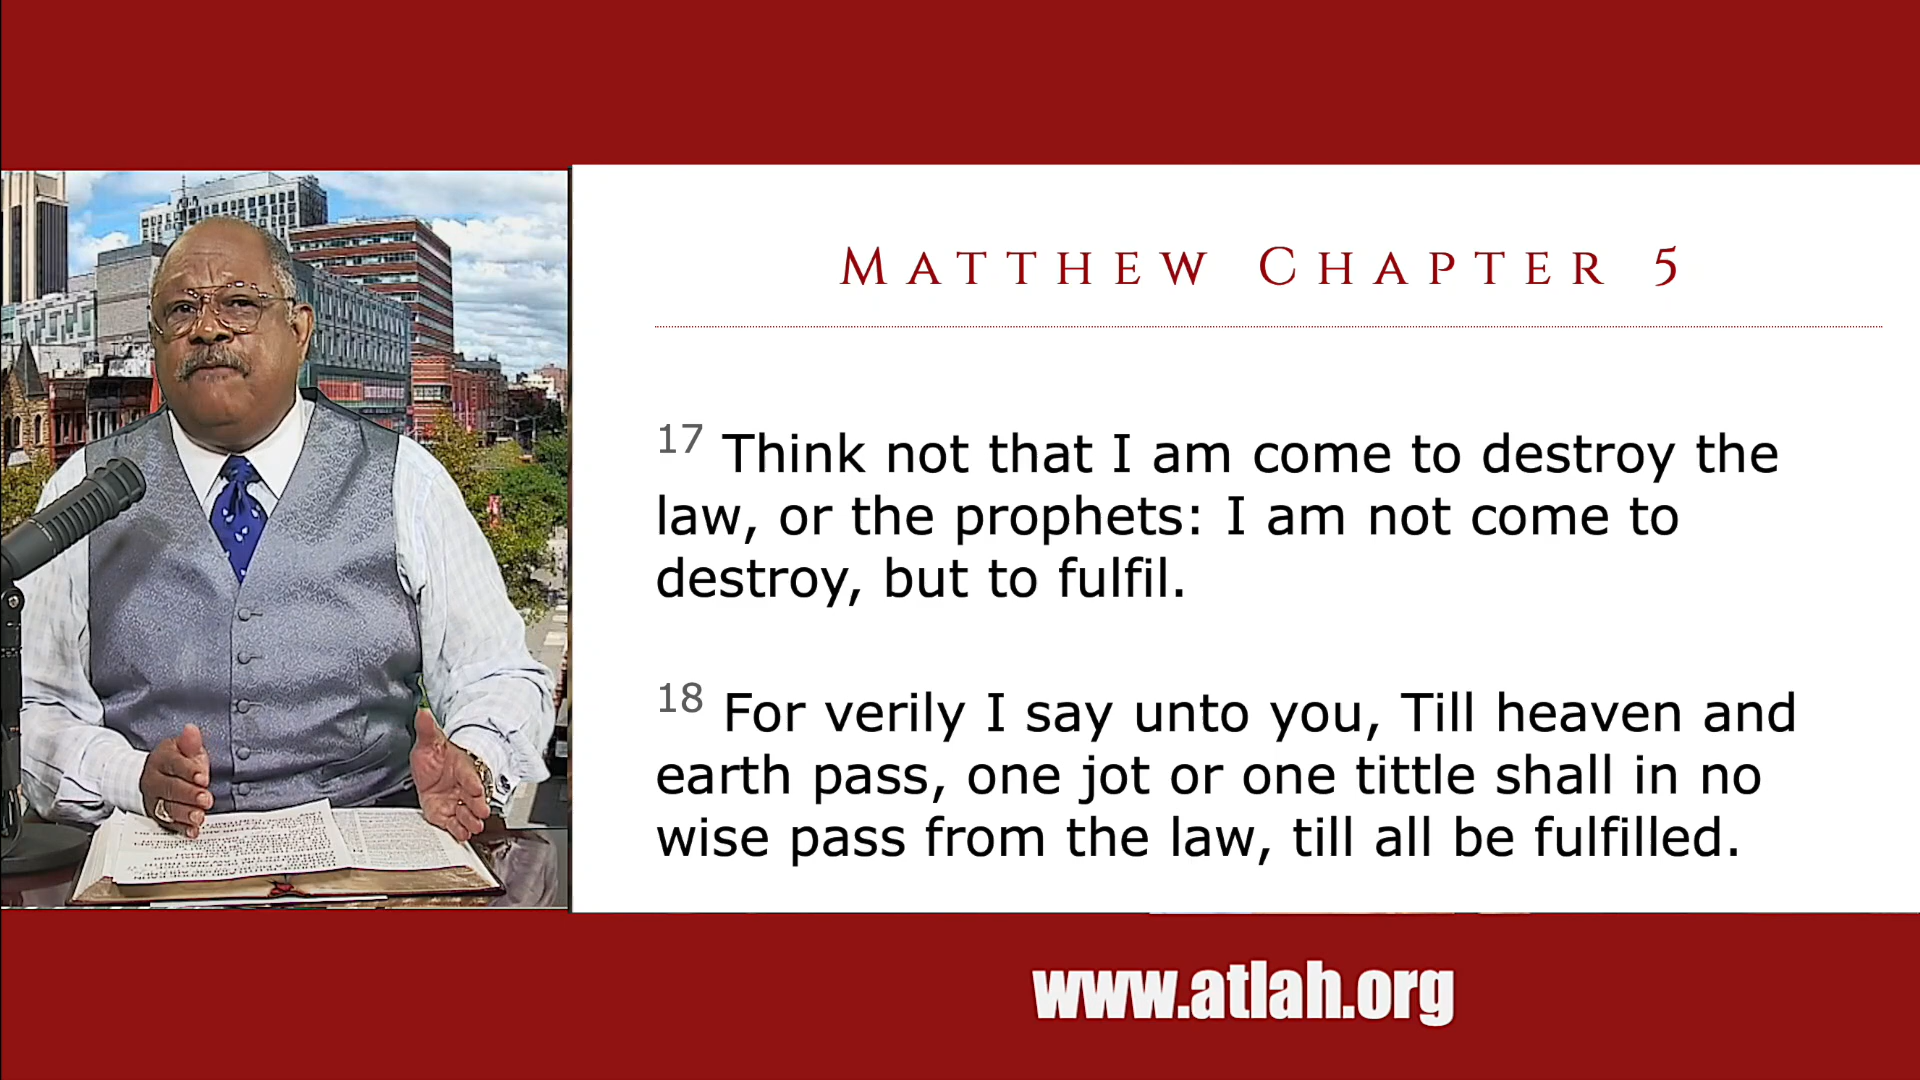 MATTHEW CHAPTER 5
17 Think not that I am come to destroy the
law, or the prophets: I am not come to
destroy, but to fulfil.
18 For verily I say unto you, Till heaven and
earth pass, one jot or one tittle shall in no
wise pass from the law, till all be fulfilled.
www.atlah.org